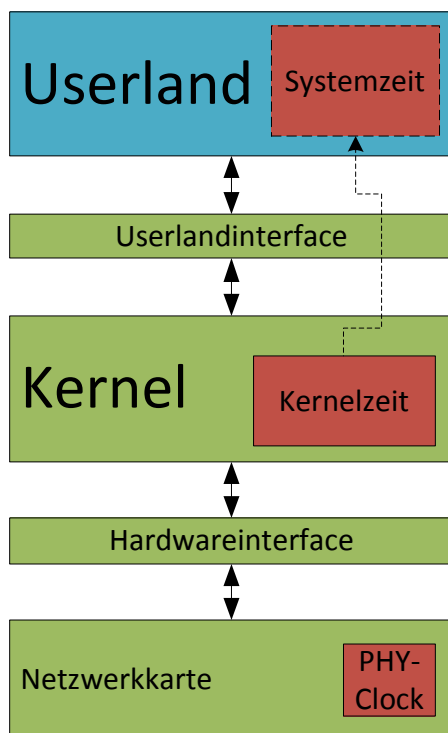 Userland
Systemzeit
Userlandinterface
Kernel
Kernelzeit
Hardwareinterface
Netzwerkkarte
PHY-
Clock